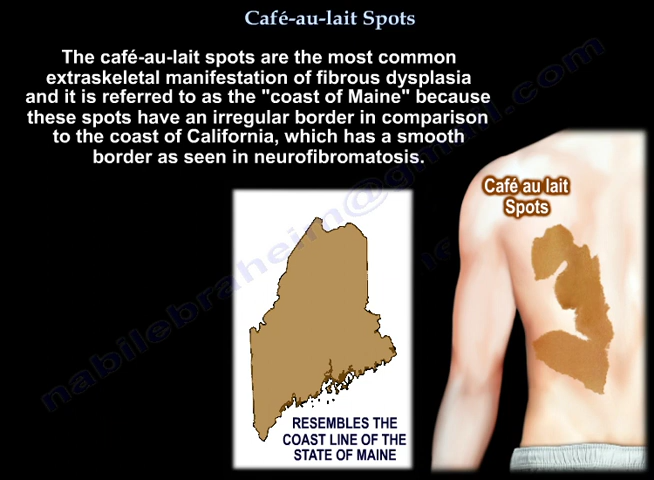 Café-au-lait Spots
The café-au-lait spots are the most common
extraskeletal manifestation of fibrous dysplasia
and it is referred to as the "coast of Maine" because
these spots have an irregular border in comparison
to the coast of California, which has a smooth
border as seen in neurofibromatosis.
Café au lait
Spots
RESEMBLES THE
COAST LINE OF THE
STATE OF MAINE
nabilebraheim@gmail.com